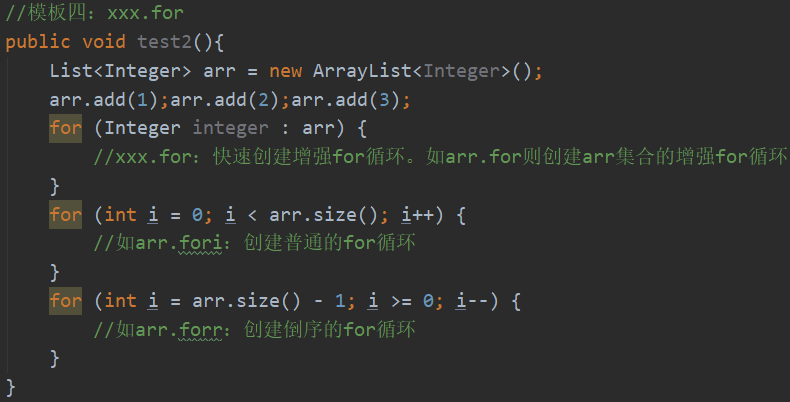 //模板四：xxx.for
public void test2(){
    List<Integer> arr = new ArrayList<Integer>();
    arr.add(1);arr.add(2);arr.add(3);
    for (Integer integer : arr) {
        //xxx.for：快速创建增强for循环。如arr.for则创建arr集合的增强for循环
    }
    for (int i = 0; i < arr.size(); i++) {
        //如arr.fori：创建普通的for循环
    }
    for (int i = arr.size() - 1; i >= 0; i--) {
        //如arr.forr：创建倒序的for循环
    }
}